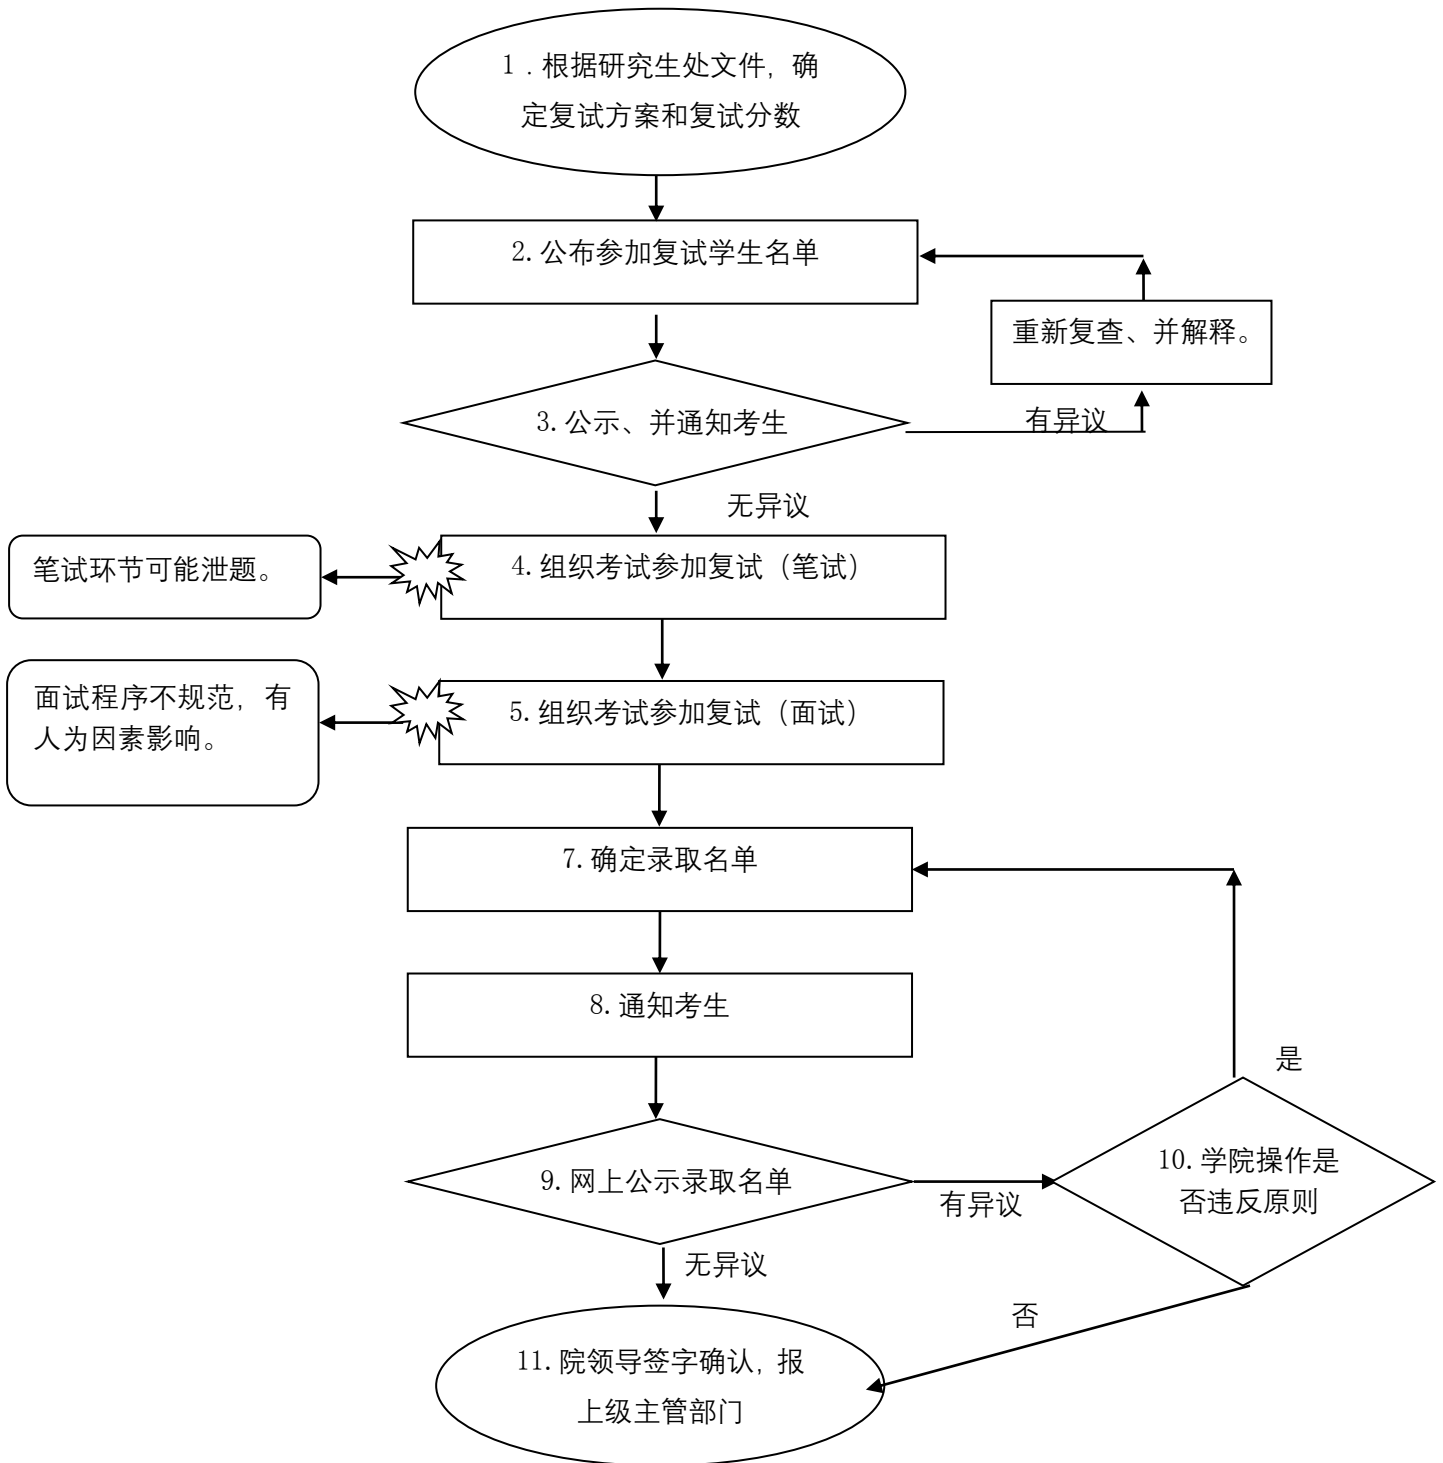 1．根据研究生处文件，确
定复试方案和复试分数
2.公布参加复试学生名单
重新复查、并解释。
3.公示、并通知考生
有异议
无异议
笔试环节可能泄题。
4.组织考试参加复试（笔试）
面试程序不规范，有
人为因素影响。
5.组织考试参加复试（面试）
7.确定录取名单
8.通知考生
是
9.网上公示录取名单
有异议
10.学院操作是
否违反原则
无异议
否
11.院领导签字确认，报
上级主管部门